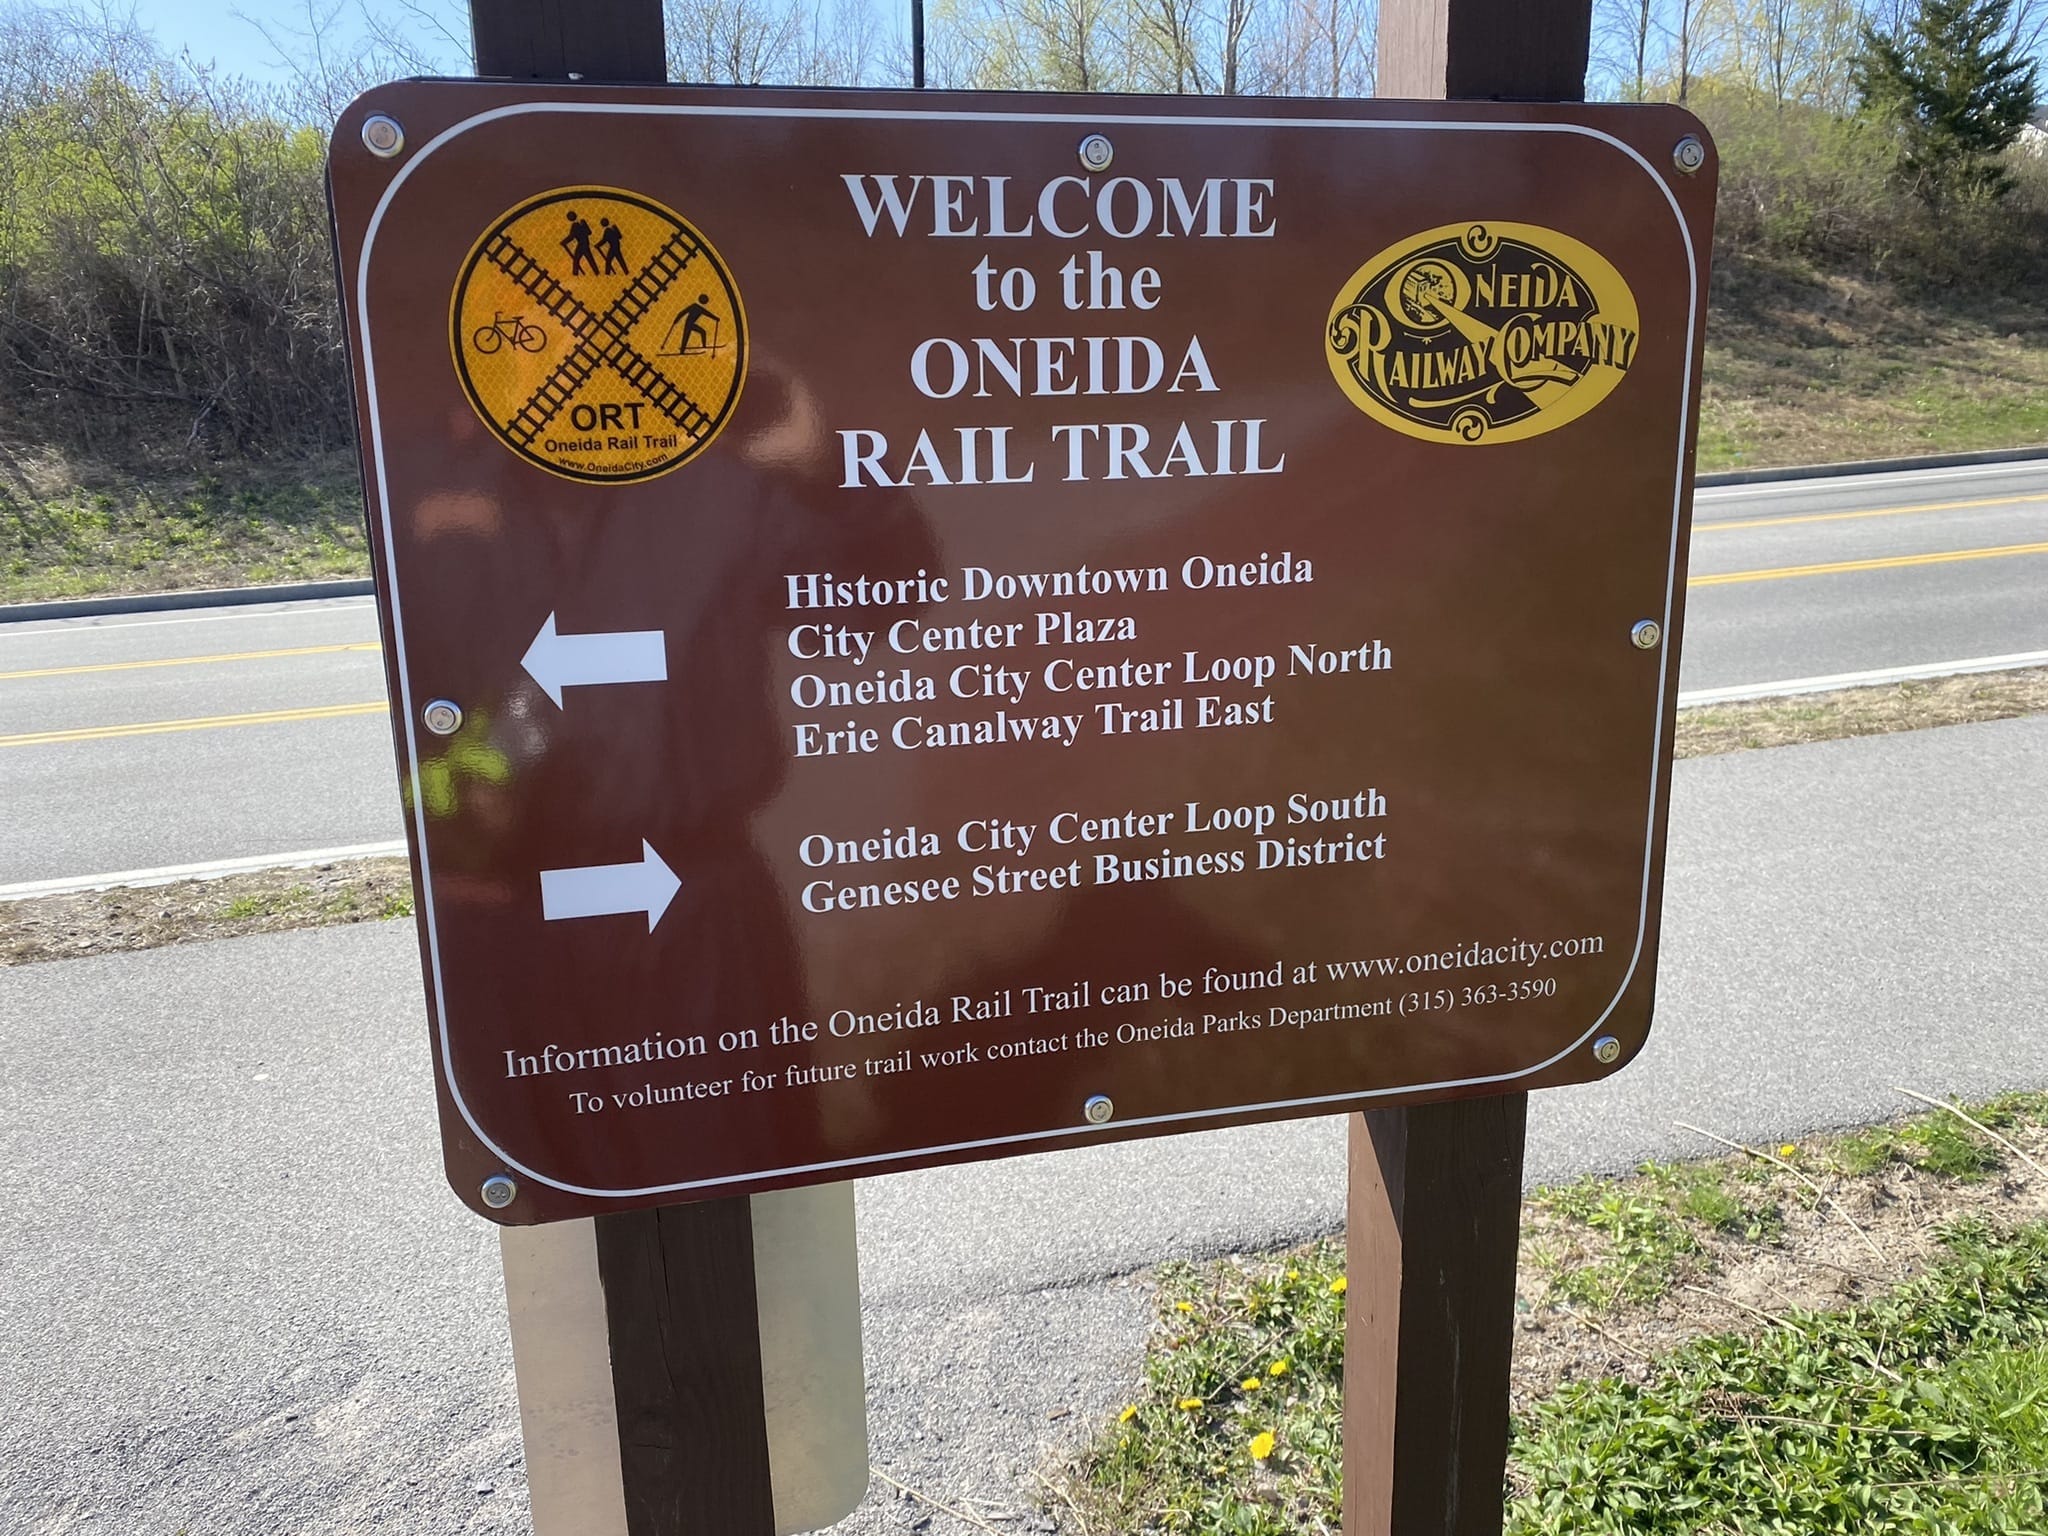 WELCOME
to the
ONEIDA
RAIL TRAIL
ORT
Oneida Rail Trail
www.OneidaCity.com
ONEIDA
RAILWAY COMPANY
Historic Downtown Oneida
City Center Plaza
Oneida City Center Loop North
Erie Canalway Trail East
Oneida City Center Loop South
Genesee Street Business District
Information on the Oneida Rail Trail can be found at www.oneidacity.com
To volunteer for future trail work contact the Oneida Parks Department (315) 363-3590